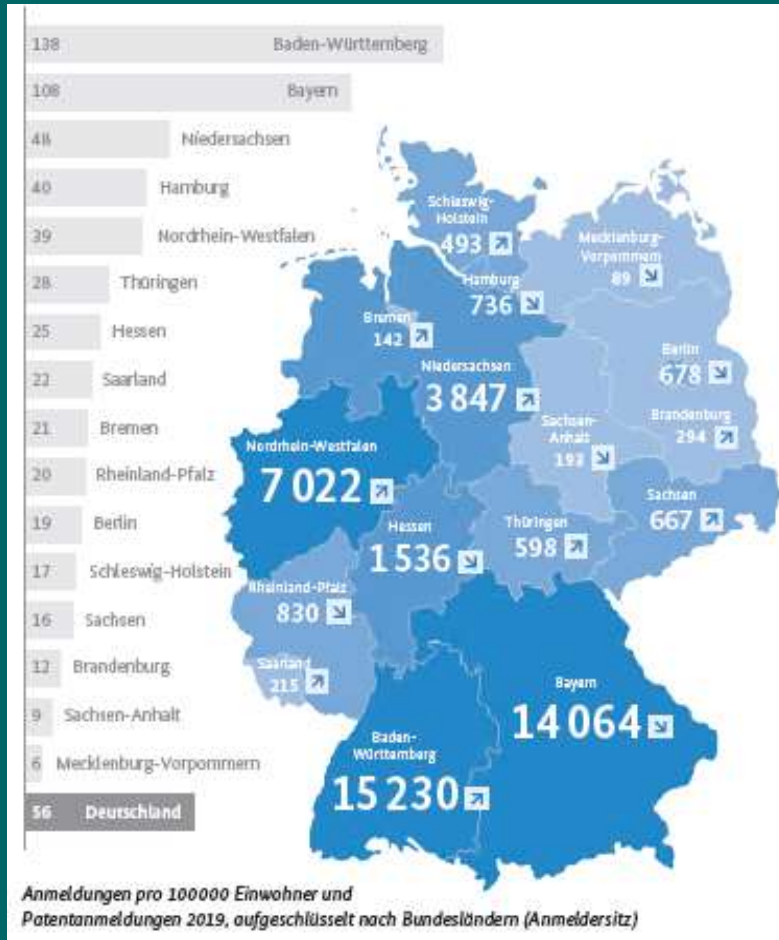 138 Baden-Württemberg
108 Bayern
48 Niedersachsen
40 Hamburg
39 Nordrhein-Westfalen
28 Thüringen
25 Hessen
22 Saarland
21 Bremen
20 Rheinland-Pfalz
19 Berlin
17 Schleswig-Holstein
16 Sachsen
12 Brandenburg
9 Sachsen-Anhalt
6 Mecklenburg-Vorpommern
56 Deutschland
Schleswig-
Holstein
493
Mecklenburg-
Vorpommern
89
Hamburg
736
Bremen
142
Niedersachsen
3 847
Berlin
678
Brandenburg
294
Sachsen-
Anhalt
193
Nordrhein-Westfalen
7 022
Sachsen
667
Thüringen
598
Hessen
1 536
Rheinland-Pfalz
830
Saarland
215
Bayern
14 064
Baden-
Württemberg
15 230
Anmeldungen pro 100000 Einwohner und
Patentanmeldungen 2019, aufgeschlüsselt nach Bundesländern (Anmeldersitz)